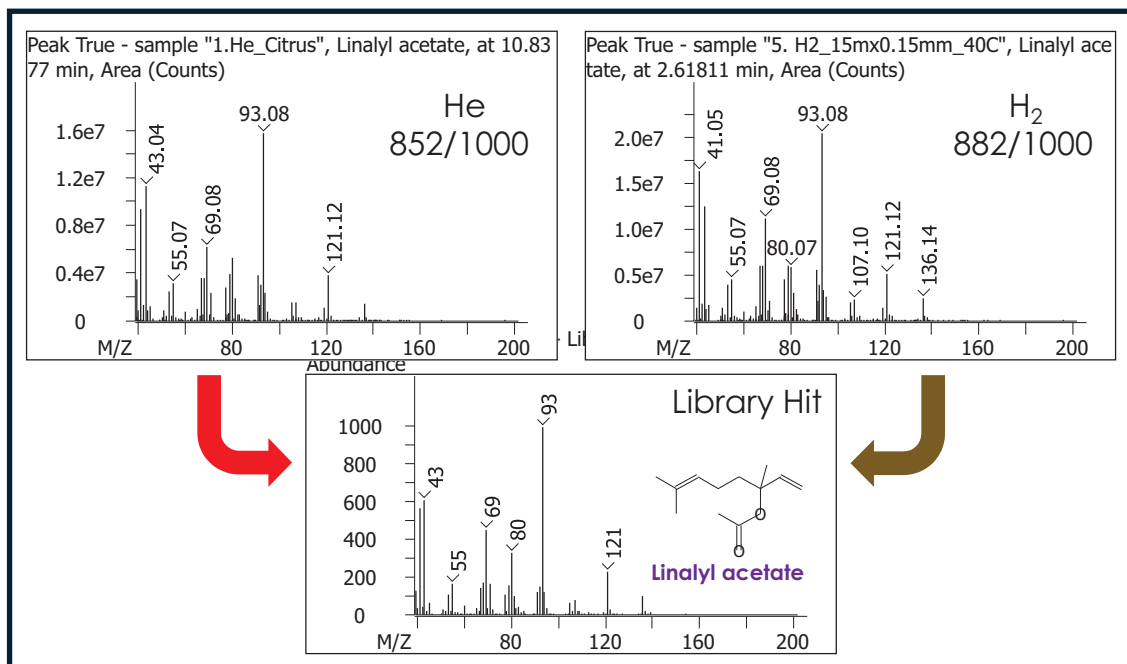 Peak True - sample "1.He_Citrus", Linalyl acetate, at 10.83
77 min, Area (Counts)
He
852/1000
93.08
43.04
69.08
55.07
121.12
1.6e7
1.2e7
0.8e7
0.4e7
0
M/Z
80
120
160
200
Peak True - sample "5. H2_15mx0.15mm_40C", Linalyl ace
tate, at 2.61811 min, Area (Counts)
H2
882/1000
93.08
41.05
69.08
55.07
80.07
107.10
121.12
136.14
2.0e7
1.5e7
1.0e7
0.5e7
0
M/Z
80
120
160
200
Abundance
Library Hit
93
43
69
80
55
121
1000
800
600
400
200
0
O
O
Linalyl acetate
M/Z
80
120
160
200